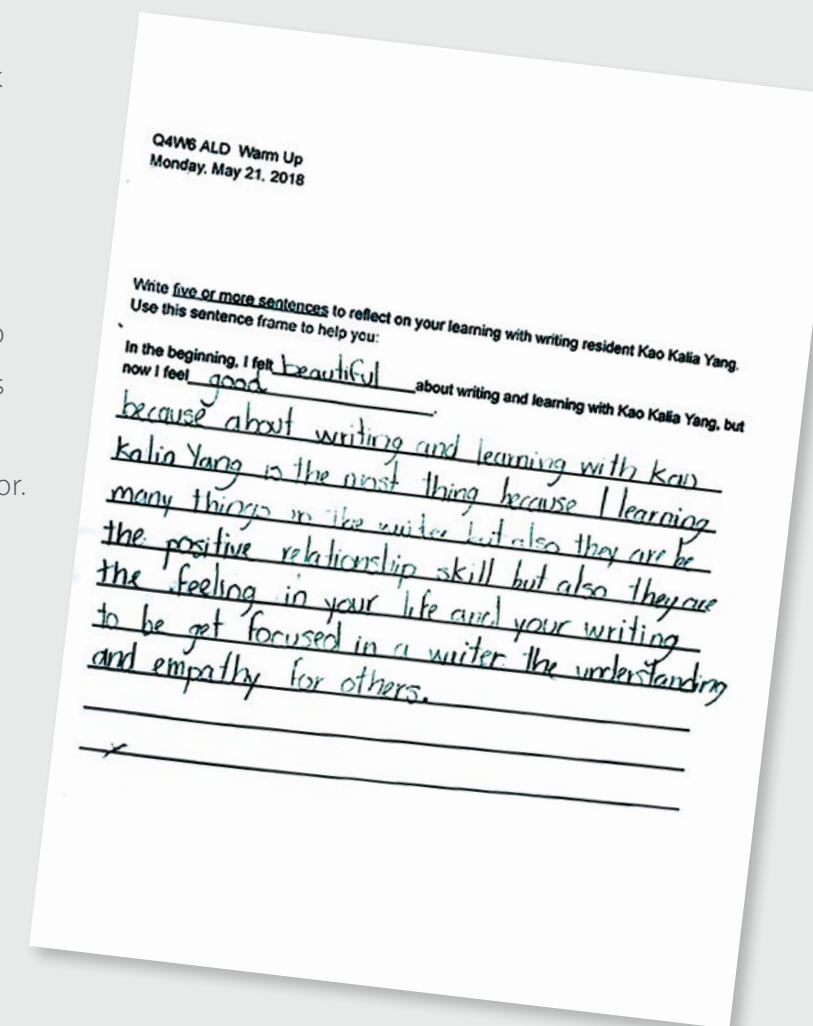 Q4W6 ALD Warm Up
Monday, May 21, 2018
Write five or more sentences to reflect on your learning with writing resident Kao Kalia Yang.
Use this sentence frame to help you:
In the beginning, I felt beautiful about writing and learning with Kao Kalia Yang, but
now I feel good.
because about writing and learning with Kao
Kalia Yang is the most thing because I learning
many things in the writer but also they are be
the positive relationship skill but also they are
the feeling in your life and your writing
to be get focused in a writer the understanding
and empathy for others.
or.